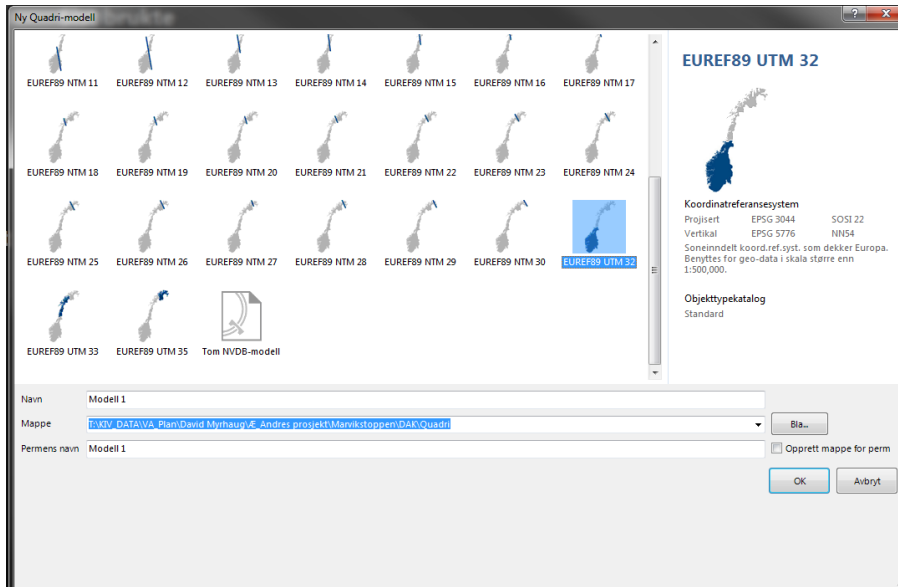 Ny Quadri-modell
EUREF89 NTM 11 EUREF89 NTM 12 EUREF89 NTM 13 EUREF89 NTM 14 EUREF89 NTM 15 EUREF89 NTM 16 EUREF89 NTM 17
EUREF89 NTM 18 EUREF89 NTM 19 EUREF89 NTM 20 EUREF89 NTM 21 EUREF89 NTM 22 EUREF89 NTM 23 EUREF89 NTM 24
EUREF89 NTM 25 EUREF89 NTM 26 EUREF89 NTM 27 EUREF89 NTM 28 EUREF89 NTM 29 EUREF89 NTM 30 EUREF89 UTM 32
EUREF89 UTM 33 EUREF89 UTM 35 Tom NVDB-modell
EUREF89 UTM 32
Koordinatreferansesystem
Projisert EPSG 3044 SOSI 22
Vertikal EPSG 5776 NN54
Soneinndelt koord.ref.syst. som dekker Europa.
Benyttes for geo-data i skala større enn
1:500,000.
Objekttypekatalog
Standard
Navn Modell 1
Mappe T:\KIV_DATA\VA_Plan\David Myrhaug\Æ_Andres prosjekt\Marvikstoppen\DAK\Quadri Bla...
Permens navn Modell 1 Opprett mappe for perm
OK Avbryt